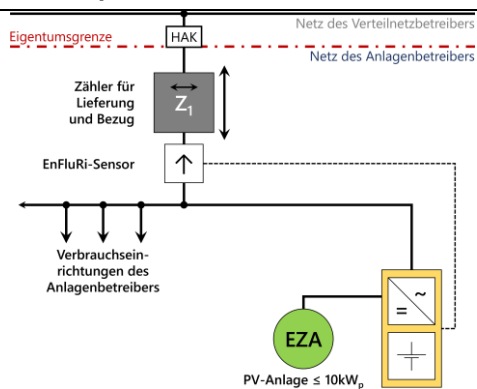 Netz des Verteilnetzbetreibers
Eigentumsgrenze
HAK
Netz des Anlagenbetreibers
Zähler für
Lieferung
und Bezug
Z1
EnFluRi-Sensor
Verbrauchsein-
richtungen des
Anlagenbetreibers
~
=
EZA
PV-Anlage ≤ 10kWp